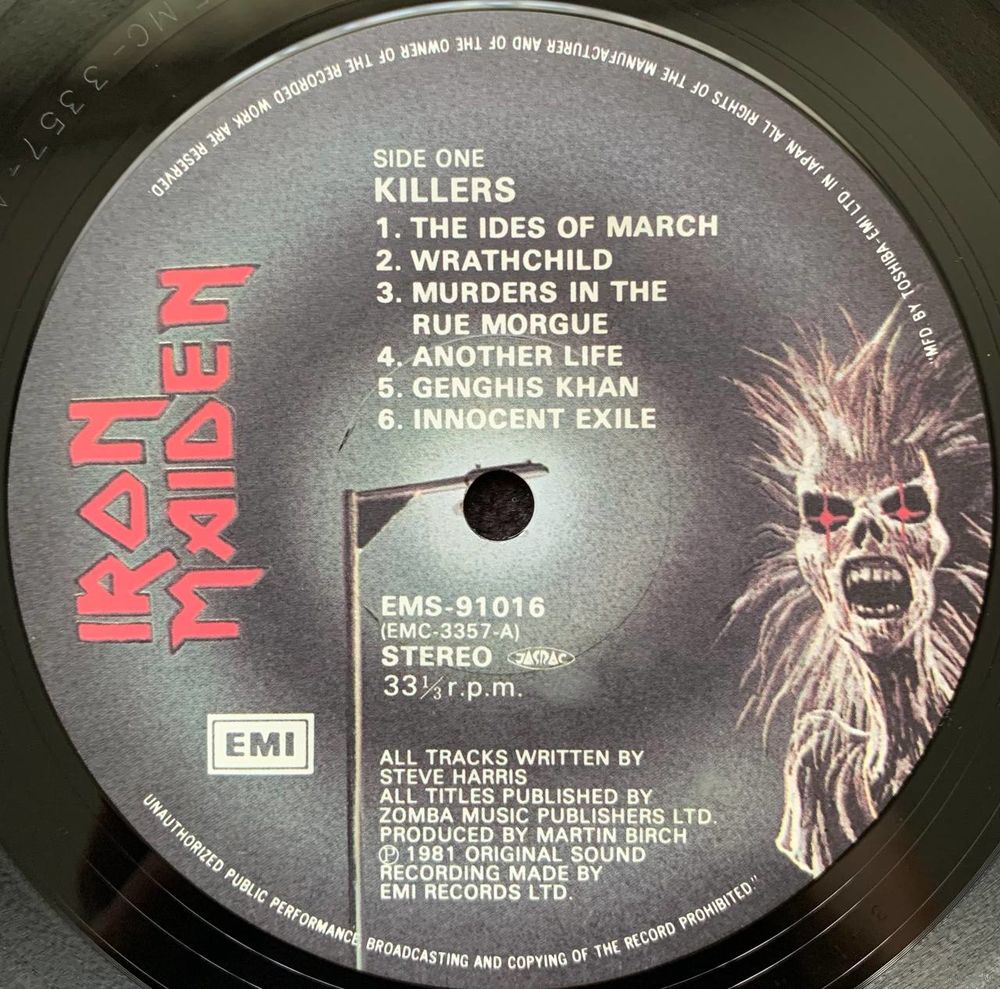 SIDE ONE
KILLERS
1. THE IDES OF MARCH
2. WRATHCHILD
3. MURDERS IN THE
RUE MORGUE
4. ANOTHER LIFE
5. GENGHIS KHAN
6. INNOCENT EXILE
IRON
MAIDEN
EMS-91016
(EMC-3357-A)
STEREO JASRAC
33⅓ r.p.m.
EMI
ALL TRACKS WRITTEN BY
STEVE HARRIS
ALL TITLES PUBLISHED BY
ZOMBA MUSIC PUBLISHERS LTD.
PRODUCED BY MARTIN BIRCH
Ⓟ 1981 ORIGINAL SOUND
RECORDING MADE BY
EMI RECORDS LTD.
"MFD BY TOSHIBA-EMI LTD. IN JAPAN. ALL RIGHTS OF THE MANUFACTURER AND OF THE OWNER OF THE RECORDED WORK ARE RESERVED.
UNAUTHORIZED PUBLIC PERFORMANCE BROADCASTING AND COPYING OF THE RECORD PROHIBITED."
MC-3357-A